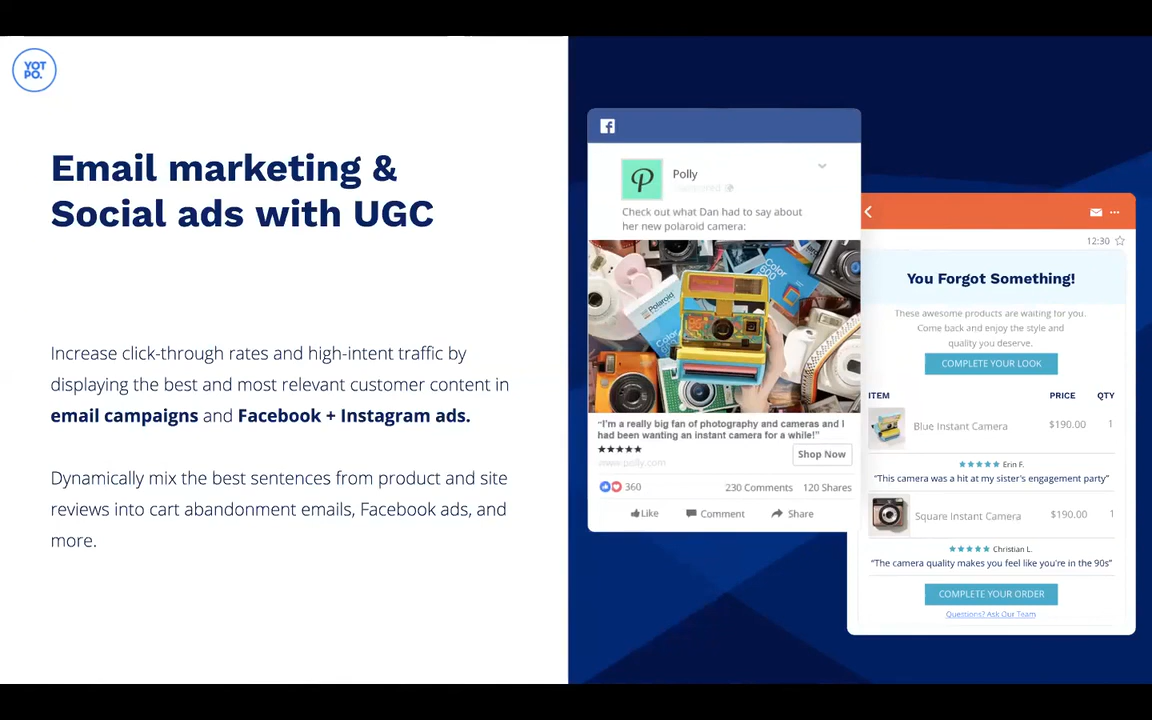 YOT
PO.
Email marketing &
Social ads with UGC
Increase click-through rates and high-intent traffic by
displaying the best and most relevant customer content in
email campaigns and Facebook + Instagram ads.
Dynamically mix the best sentences from product and site
reviews into cart abandonment emails, Facebook ads, and
more.
Polly
Sponsored
Check out what Dan had to say about
her new polaroid camera:
Polaroid
Color
600
"I'm a really big fan of photography and cameras and I
had been wanting an instant camera for a while!"
www.polly.com
Shop Now
360
230 Comments 120 Shares
Like Comment Share
12:30
You Forgot Something!
These awesome products are waiting for you.
Come back and enjoy the style and
quality you deserve.
COMPLETE YOUR LOOK
ITEM PRICE QTY
Blue Instant Camera $190.00 1
Erin F.
"This camera was a hit at my sister's engagement party"
Square Instant Camera $190.00 1
Christian L.
"The camera quality makes you feel like you're in the 90s"
COMPLETE YOUR ORDER
Questions? Ask Our Team